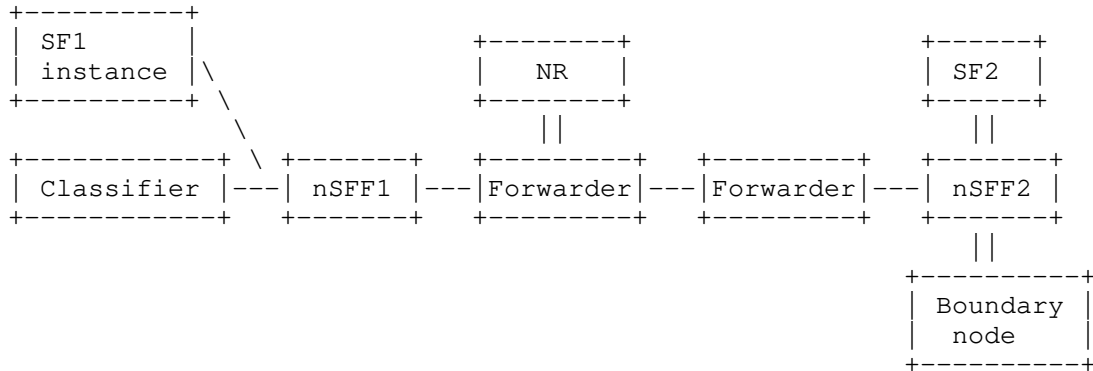 SF1
instance
NR
SF2
Classifier
nSFF1
Forwarder
Forwarder
nSFF2
Boundary
node